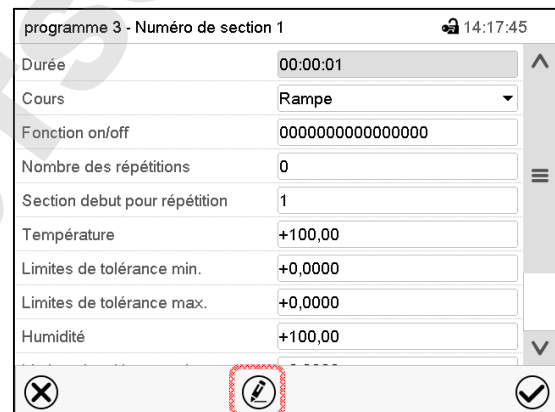 programme 3 - Numéro de section 1 14:17:45
Durée 00:00:01
Cours Rampe
Fonction on/off 0000000000000000
Nombre des répétitions 0
Section debut pour répétition 1
Température +100,00
Limites de tolérance min. +0,0000
Limites de tolérance max. +0,0000
Humidité +100,00